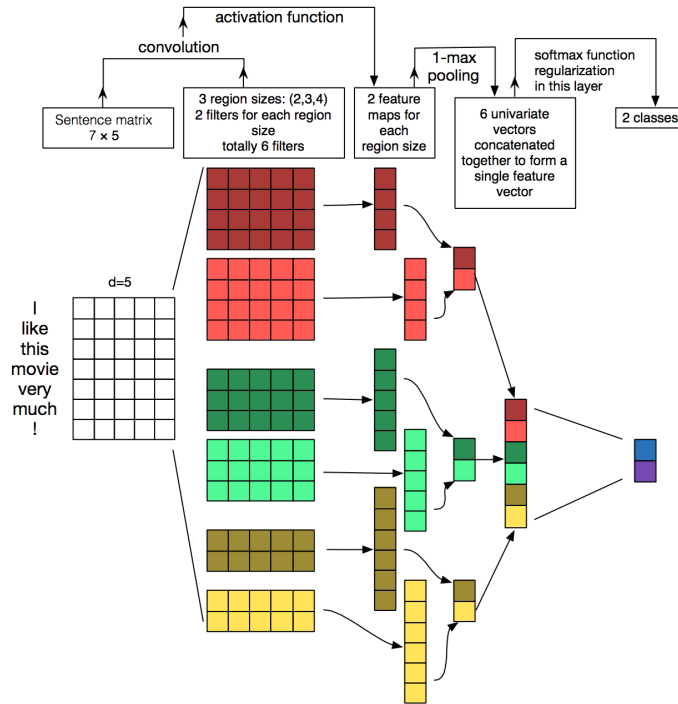 activation function
convolution
1-max
pooling
softmax function
regularization
in this layer
Sentence matrix
7 × 5
3 region sizes: (2,3,4)
2 filters for each region
size
totally 6 filters
2 feature
maps for
each
region size
6 univariate
vectors
concatenated
together to form a
single feature
vector
2 classes
d=5
I
like
this
movie
very
much
!